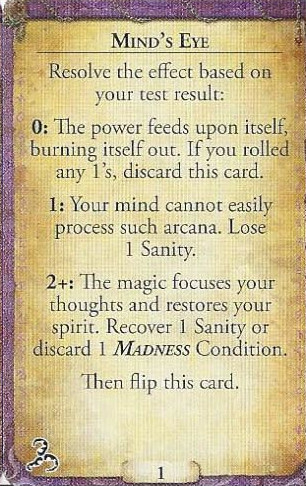 MIND'S EYE
Resolve the effect based on
your test result:
0: The power feeds upon itself,
burning itself out. If you rolled
any 1's, discard this card.
1: Your mind cannot easily
process such arcana. Lose
1 Sanity.
2+: The magic focuses your
thoughts and restores your
spirit. Recover 1 Sanity or
discard 1 MADNESS Condition.
Then flip this card.
1